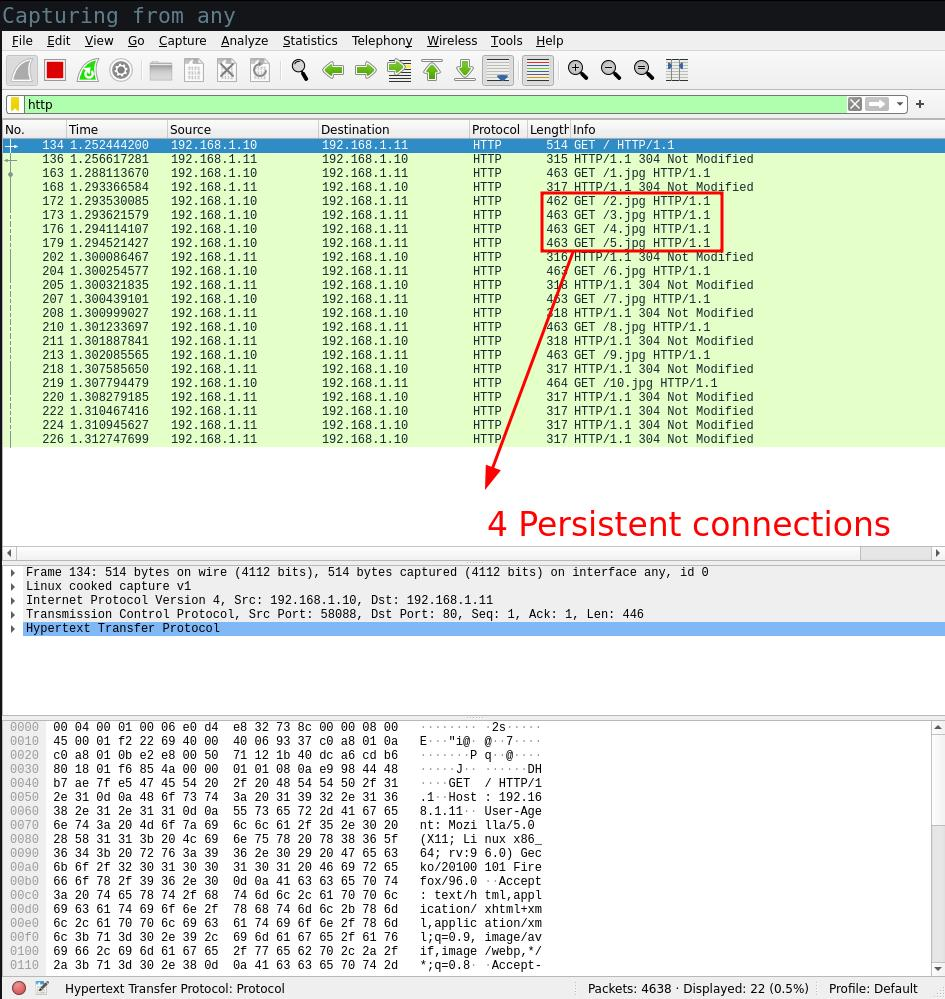 Capturing from any
File Edit View Go Capture Analyze Statistics Telephony Wireless Tools Help
http
No. Time Source Destination Protocol Length Info
134 1.252444200 192.168.1.10 192.168.1.11 HTTP 514 GET / HTTP/1.1
136 1.256617281 192.168.1.11 192.168.1.10 HTTP 315 HTTP/1.1 304 Not Modified
163 1.288113670 192.168.1.10 192.168.1.11 HTTP 463 GET /1.jpg HTTP/1.1
168 1.293366584 192.168.1.11 192.168.1.10 HTTP 317 HTTP/1.1 304 Not Modified
172 1.293530085 192.168.1.10 192.168.1.11 HTTP 462 GET /2.jpg HTTP/1.1
173 1.293621579 192.168.1.10 192.168.1.11 HTTP 463 GET /3.jpg HTTP/1.1
176 1.294114107 192.168.1.10 192.168.1.11 HTTP 463 GET /4.jpg HTTP/1.1
179 1.294521427 192.168.1.10 192.168.1.11 HTTP 463 GET /5.jpg HTTP/1.1
202 1.300086467 192.168.1.11 192.168.1.10 HTTP 316 HTTP/1.1 304 Not Modified
204 1.300254577 192.168.1.10 192.168.1.11 HTTP 463 GET /6.jpg HTTP/1.1
205 1.300321835 192.168.1.11 192.168.1.10 HTTP 318 HTTP/1.1 304 Not Modified
207 1.300439101 192.168.1.10 192.168.1.11 HTTP 463 GET /7.jpg HTTP/1.1
208 1.300999027 192.168.1.11 192.168.1.10 HTTP 318 HTTP/1.1 304 Not Modified
210 1.301233697 192.168.1.10 192.168.1.11 HTTP 463 GET /8.jpg HTTP/1.1
211 1.301887841 192.168.1.11 192.168.1.10 HTTP 318 HTTP/1.1 304 Not Modified
213 1.302085565 192.168.1.10 192.168.1.11 HTTP 463 GET /9.jpg HTTP/1.1
218 1.307585650 192.168.1.11 192.168.1.10 HTTP 317 HTTP/1.1 304 Not Modified
219 1.307794479 192.168.1.10 192.168.1.11 HTTP 464 GET /10.jpg HTTP/1.1
220 1.308279185 192.168.1.11 192.168.1.10 HTTP 317 HTTP/1.1 304 Not Modified
222 1.310467416 192.168.1.11 192.168.1.10 HTTP 317 HTTP/1.1 304 Not Modified
224 1.310945627 192.168.1.11 192.168.1.10 HTTP 317 HTTP/1.1 304 Not Modified
226 1.312747699 192.168.1.11 192.168.1.10 HTTP 317 HTTP/1.1 304 Not Modified
4 Persistent connections
Frame 134: 514 bytes on wire (4112 bits), 514 bytes captured (4112 bits) on interface any, id 0
Linux cooked capture v1
Internet Protocol Version 4, Src: 192.168.1.10, Dst: 192.168.1.11
Transmission Control Protocol, Src Port: 58088, Dst Port: 80, Seq: 1, Ack: 1, Len: 446
Hypertext Transfer Protocol
0000 00 04 00 01 00 06 e0 d4 e8 32 73 8c 00 00 08 00 ········ ·2s·····
0010 45 00 01 f2 22 69 40 00 40 06 93 37 c0 a8 01 0a E···"i@· @··7····
0020 c0 a8 01 0b e2 e8 00 50 71 12 1b 40 dc a6 cd b6 ·······P q··@····
0030 80 18 01 f6 85 4a 00 00 01 01 08 0a e9 98 44 48 ·····J·· ······DH
0040 b7 ae 7f e5 47 45 54 20 2f 20 48 54 54 50 2f 31 ····GET / HTTP/1
0050 2e 31 0d 0a 48 6f 73 74 3a 20 31 39 32 2e 31 36 .1··Host : 192.16
0060 38 2e 31 2e 31 31 0d 0a 55 73 65 72 2d 41 67 65 8.1.11·· User-Age
0070 6e 74 3a 20 4d 6f 7a 69 6c 6c 61 2f 35 2e 30 20 nt: Mozi lla/5.0
0080 28 58 31 31 3b 20 4c 69 6e 75 78 20 78 38 36 5f (X11; Li nux x86_
0090 36 34 3b 20 72 76 3a 39 36 2e 30 29 20 47 65 63 64; rv:9 6.0) Gec
00a0 6b 6f 2f 32 30 31 30 30 31 30 31 20 46 69 72 65 ko/20100 101 Fire
00b0 66 6f 78 2f 39 36 2e 30 0d 0a 41 63 63 65 70 74 fox/96.0 ··Accept
00c0 3a 20 74 65 78 74 2f 68 74 6d 6c 2c 61 70 70 6c : text/h tml,appl
00d0 69 63 61 74 69 6f 6e 2f 78 68 74 6d 6c 2b 78 6d ication/ xhtml+xm
00e0 6c 2c 61 70 70 6c 69 63 61 74 69 6f 6e 2f 78 6d l,applic ation/xm
00f0 6c 3b 71 3d 30 2e 39 2c 69 6d 61 67 65 2f 61 76 l;q=0.9, image/av
0100 69 66 2c 69 6d 61 67 65 2f 77 65 62 70 2c 2a 2f if,image /webp,*/
0110 2a 3b 71 3d 30 2e 38 0d 0a 41 63 63 65 70 74 2d *;q=0.8· ·Accept-
Hypertext Transfer Protocol: Protocol Packets: 4638 · Displayed: 22 (0.5%) Profile: Default